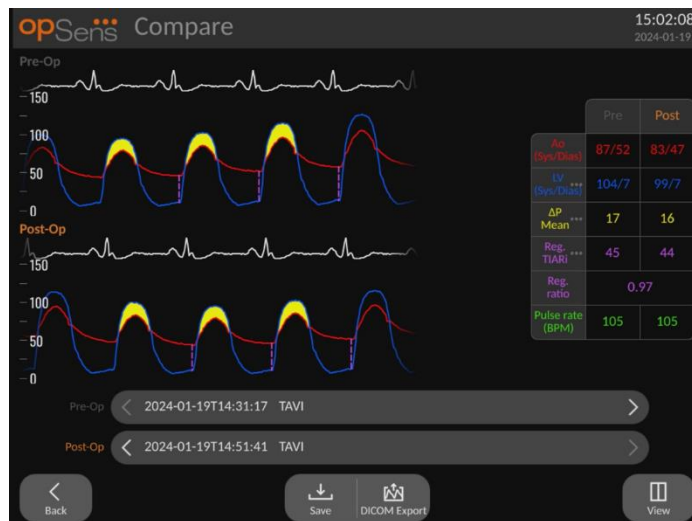 opSens Compare
15:02:08
2024-01-19
Pre-Op
150
100
50
0
Post-Op
150
100
50
0
Pre Post
Ao (Sys/Dias) 87/52 83/47
LV (Sys/Dias) 104/7 99/7
ΔP Mean 17 16
Reg. TIARi 45 44
Reg. ratio 0.97
Pulse rate (BPM) 105 105
Pre-Op 2024-01-19T14:31:17 TAVI
Post-Op 2024-01-19T14:51:41 TAVI
Back
Save
DICOM Export
View